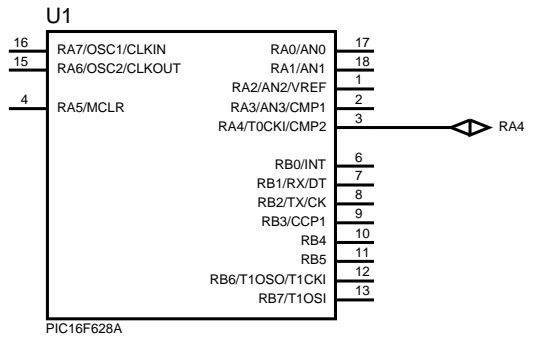 U1
16 RA7/OSC1/CLKIN RA0/AN0 17
15 RA6/OSC2/CLKOUT RA1/AN1 18
RA2/AN2/VREF 1
4 RA5/MCLR RA3/AN3/CMP1 2
RA4/T0CKI/CMP2 3 RA4
RB0/INT 6
RB1/RX/DT 7
RB2/TX/CK 8
RB3/CCP1 9
RB4 10
RB5 11
RB6/T1OSO/T1CKI 12
RB7/T1OSI 13
PIC16F628A